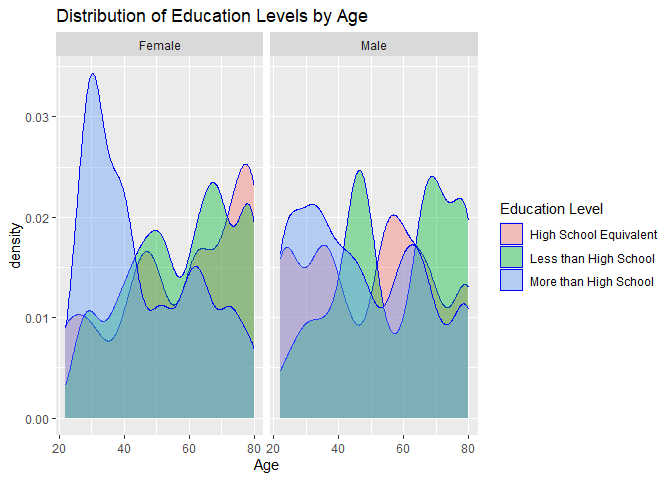 Distribution of Education Levels by Age
Female
Male
0.03
0.02
0.01
0.00
density
20 40 60 80 20 40 60 80
Age
Education Level
High School Equivalent
Less than High School
More than High School